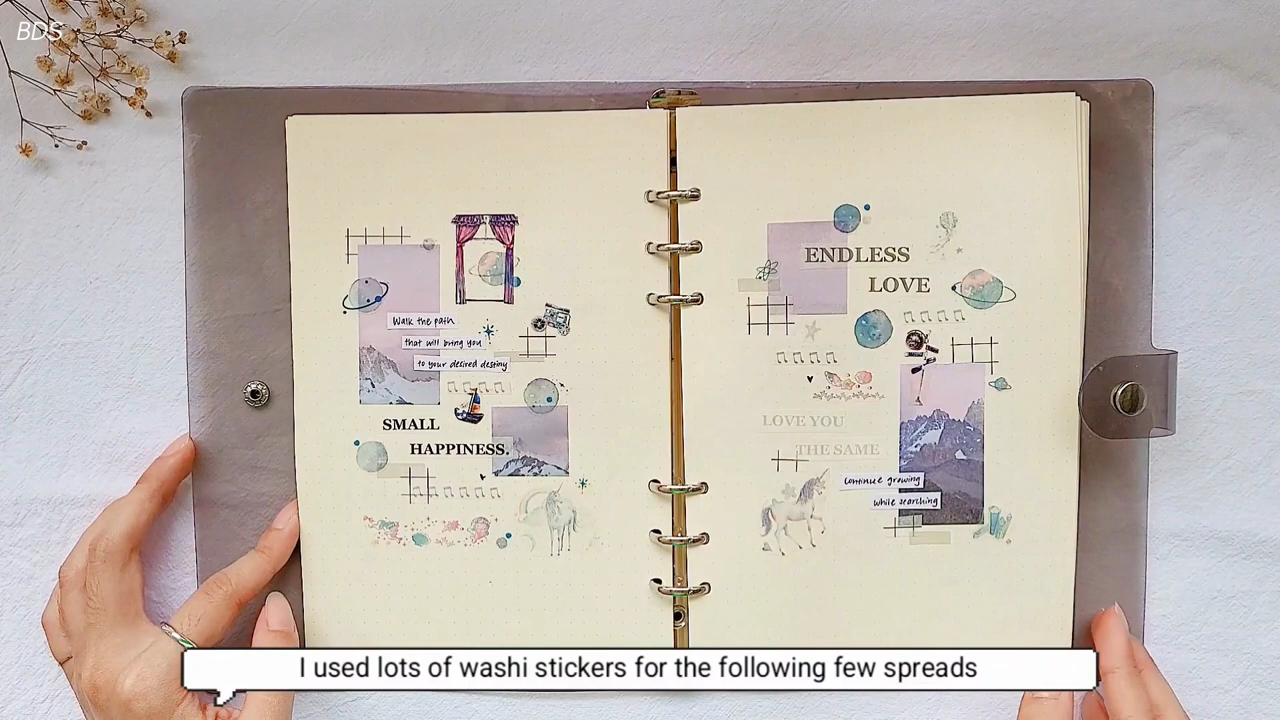 BDS
Walk the path
that will bring you
to your desired destiny
SMALL
HAPPINESS.
ENDLESS
LOVE
LOVE YOU
THE SAME
Continue growing
while searching
I used lots of washi stickers for the following few spreads